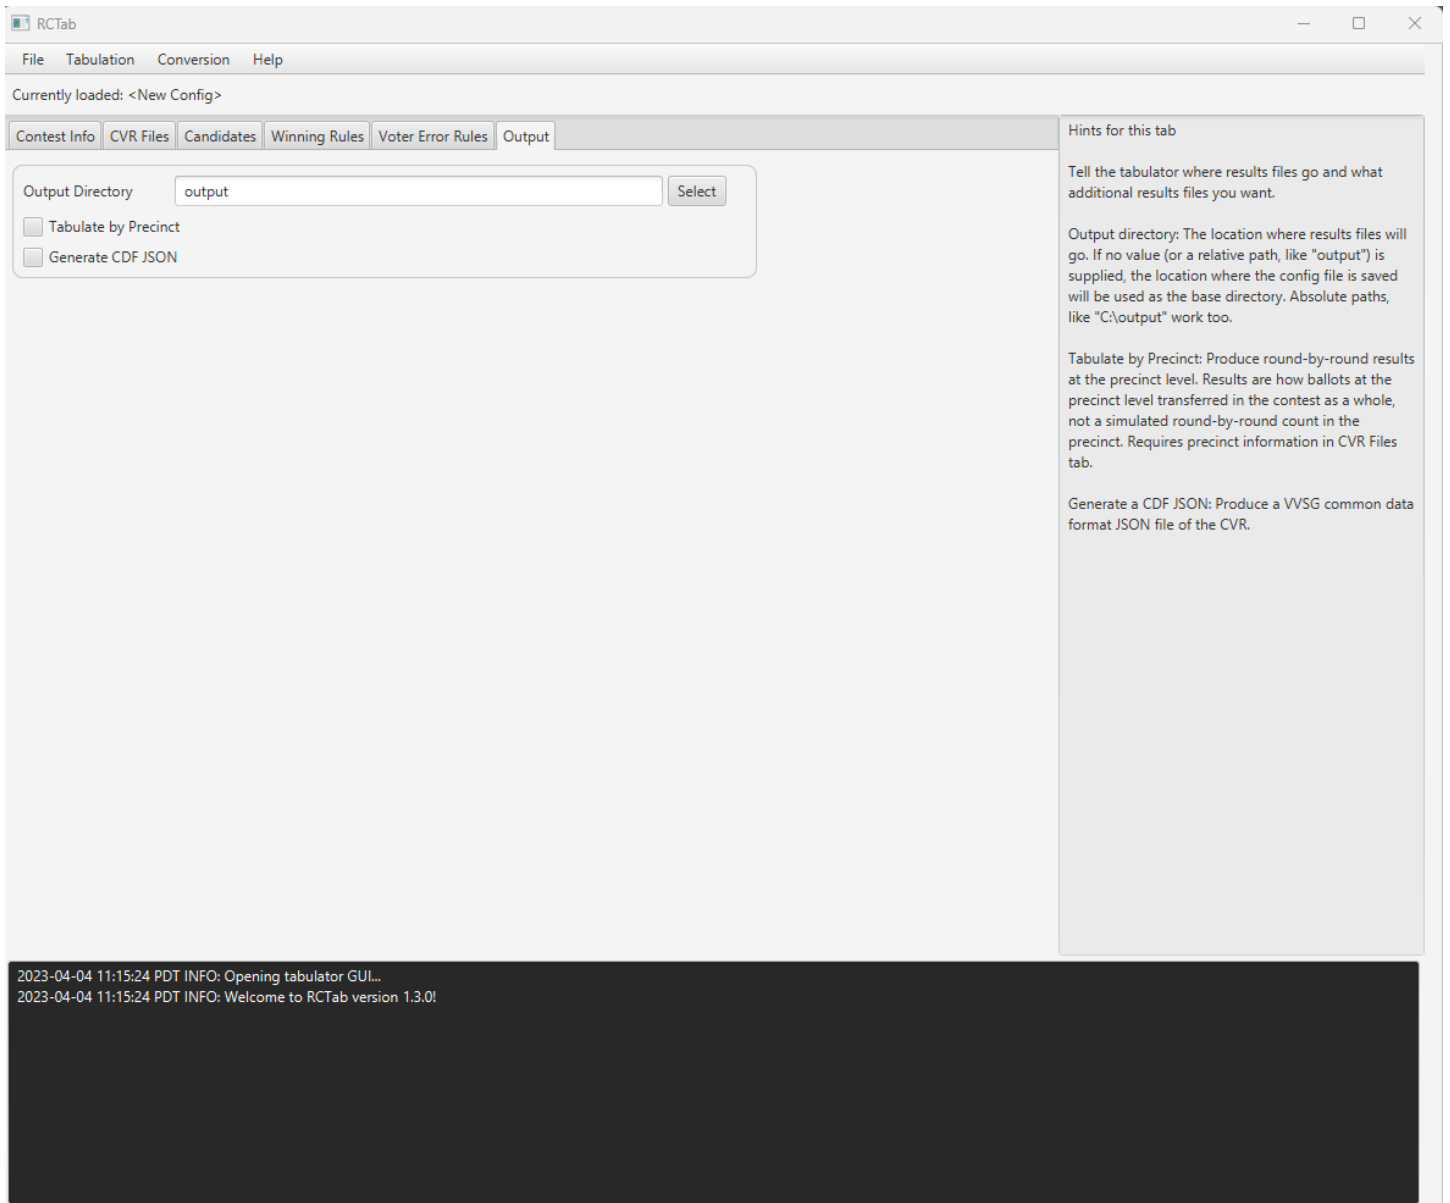 RCTab
File Tabulation Conversion Help
Currently loaded: <New Config>
Contest Info CVR Files Candidates Winning Rules Voter Error Rules Output
Output Directory output Select
Tabulate by Precinct
Generate CDF JSON
Hints for this tab
Tell the tabulator where results files go and what
additional results files you want.
Output directory: The location where results files will
go. If no value (or a relative path, like "output") is
supplied, the location where the config file is saved
will be used as the base directory. Absolute paths,
like "C:\output" work too.
Tabulate by Precinct: Produce round-by-round results
at the precinct level. Results are how ballots at the
precinct level transferred in the contest as a whole,
not a simulated round-by-round count in the
precinct. Requires precinct information in CVR Files
tab.
Generate a CDF JSON: Produce a VVSG common data
format JSON file of the CVR.
2023-04-04 11:15:24 PDT INFO: Opening tabulator GUI...
2023-04-04 11:15:24 PDT INFO: Welcome to RCTab version 1.3.0!